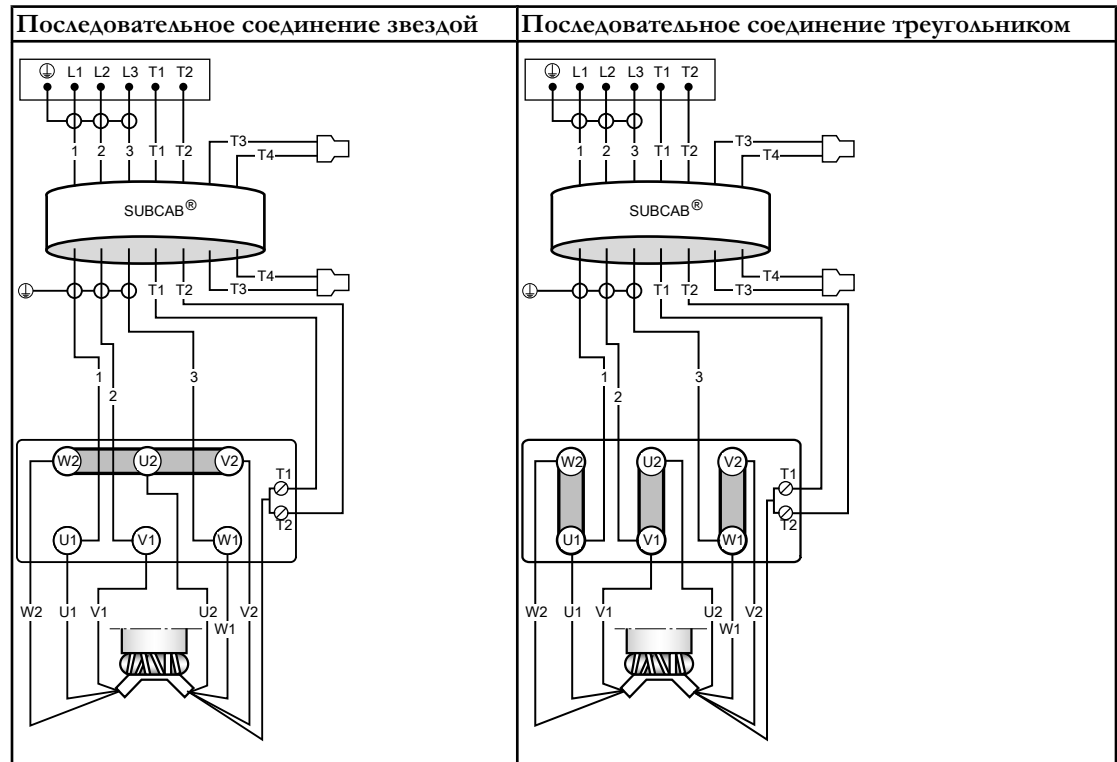 Последовательное соединение звездой
L1 L2 L3 T1 T2
1 2 3 T1 T2 T3
T4
SUBCAB®
T4
T1 T2 T3
1 3
2
W2 U2 V2
T1
T2
U1 V1 W1
W2 U1 V1 U2 V2
W1
Последовательное соединение треугольником
L1 L2 L3 T1 T2
1 2 3 T1 T2 T3
T4
SUBCAB®
T4
T1 T2 T3
1 3
2
W2 U2 V2
T1
T2
U1 V1 W1
W2 U1 V1 U2 V2
W1